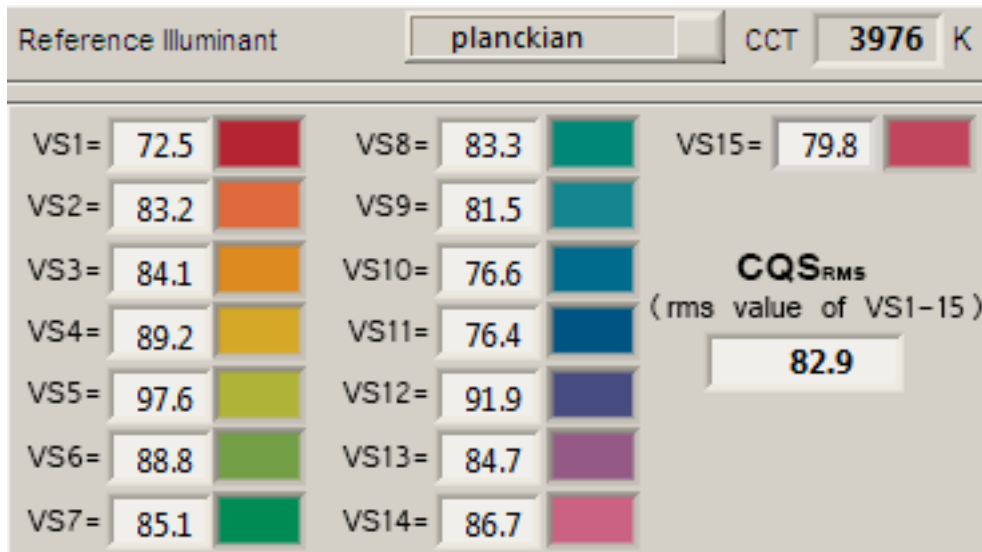 Reference Illuminant planckian CCT 3976 K
VS1= 72.5 VS8= 83.3 VS15= 79.8
VS2= 83.2 VS9= 81.5
VS3= 84.1 VS10= 76.6 CQSRMS
(rms value of VS1-15)
VS4= 89.2 VS11= 76.4
82.9
VS5= 97.6 VS12= 91.9
VS6= 88.8 VS13= 84.7
VS7= 85.1 VS14= 86.7